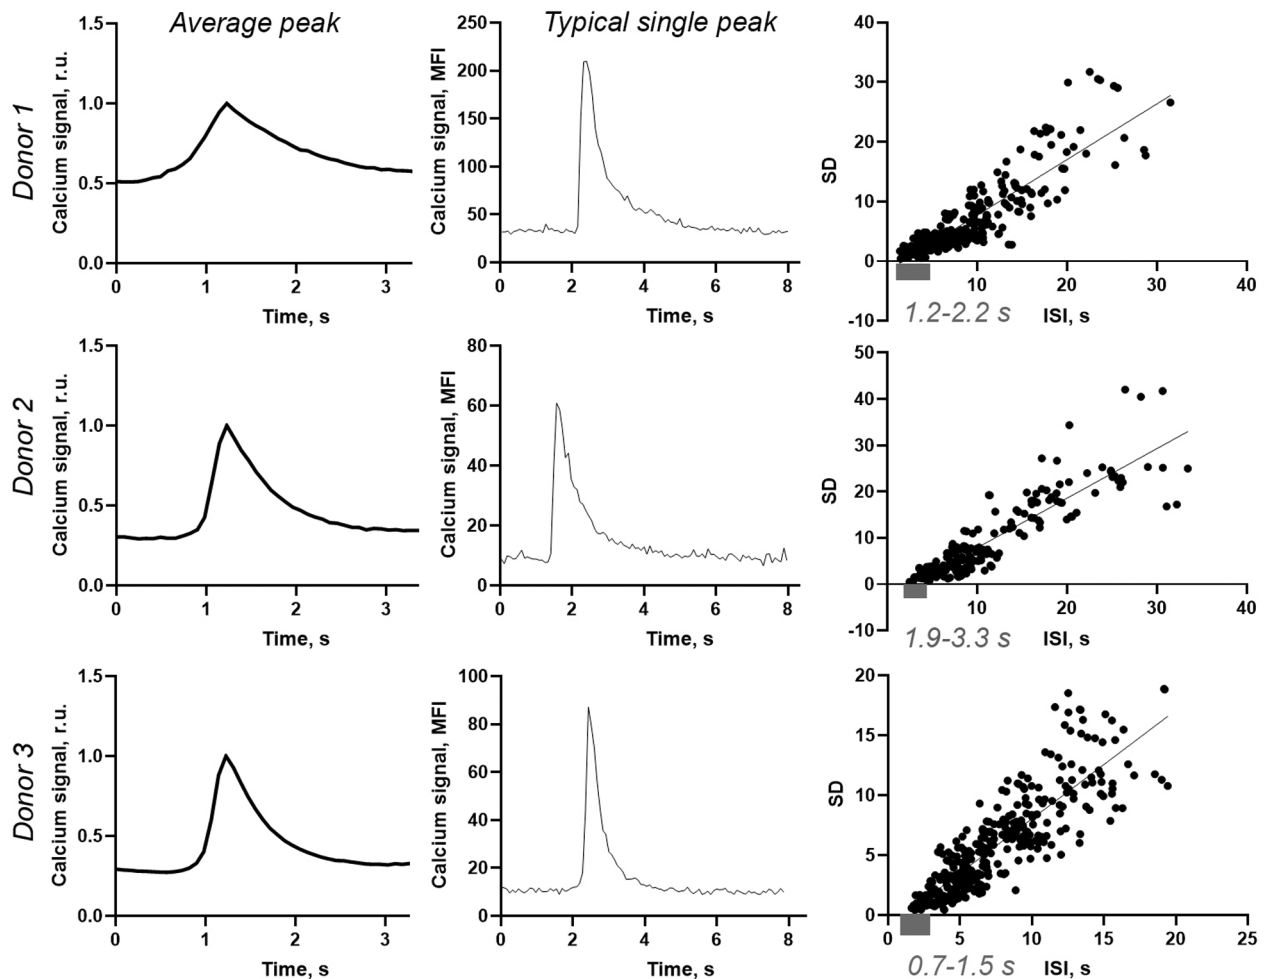 Average peak
Typical single peak
Donor 1
Calcium signal, r.u.
1.5
1.0
0.5
0.0
0 1 2 3
Time, s
Calcium signal, MFI
250
200
150
100
50
0
0 2 4 6 8
Time, s
SD
40
30
20
10
0
-10
10 20 30 40
1.2-2.2 s
ISI, s
Donor 2
Calcium signal, r.u.
1.5
1.0
0.5
0.0
0 1 2 3
Time, s
Calcium signal, MFI
80
60
40
20
0
0 2 4 6 8
Time, s
SD
50
40
30
20
10
0
-10
10 20 30 40
1.9-3.3 s
ISI, s
Donor 3
Calcium signal, r.u.
1.5
1.0
0.5
0.0
0 1 2 3
Time, s
Calcium signal, MFI
100
80
60
40
20
0
0 2 4 6 8
Time, s
SD
20
15
10
5
0
0 5 10 15 20 25
0.7-1.5 s
ISI, s